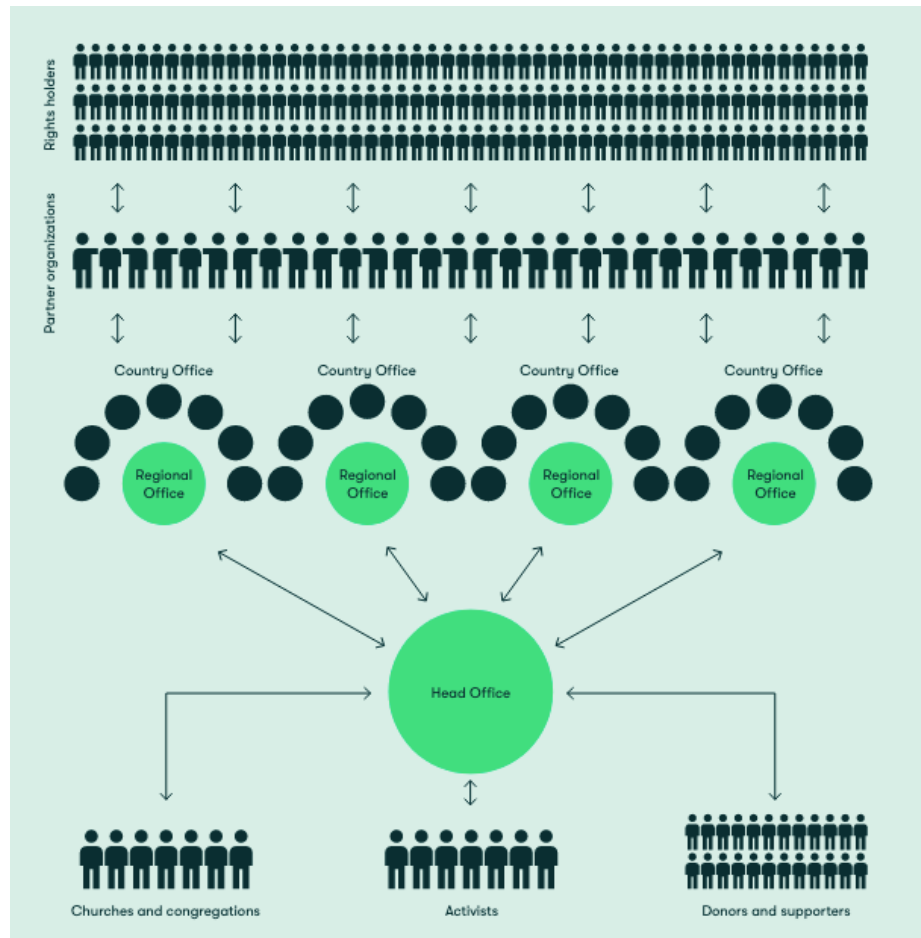 Rights holders
Partner organizations
Country Office
Country Office
Country Office
Country Office
Regional
Office
Regional
Office
Regional
Office
Regional
Office
Head Office
Churches and congregations
Activists
Donors and supporters